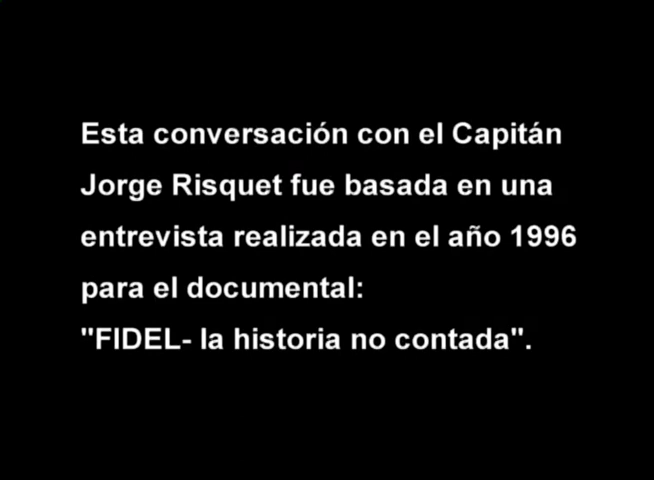 Esta conversación con el Capitán
Jorge Risquet fue basada en una
entrevista realizada en el año 1996
para el documental:
"FIDEL- la historia no contada".